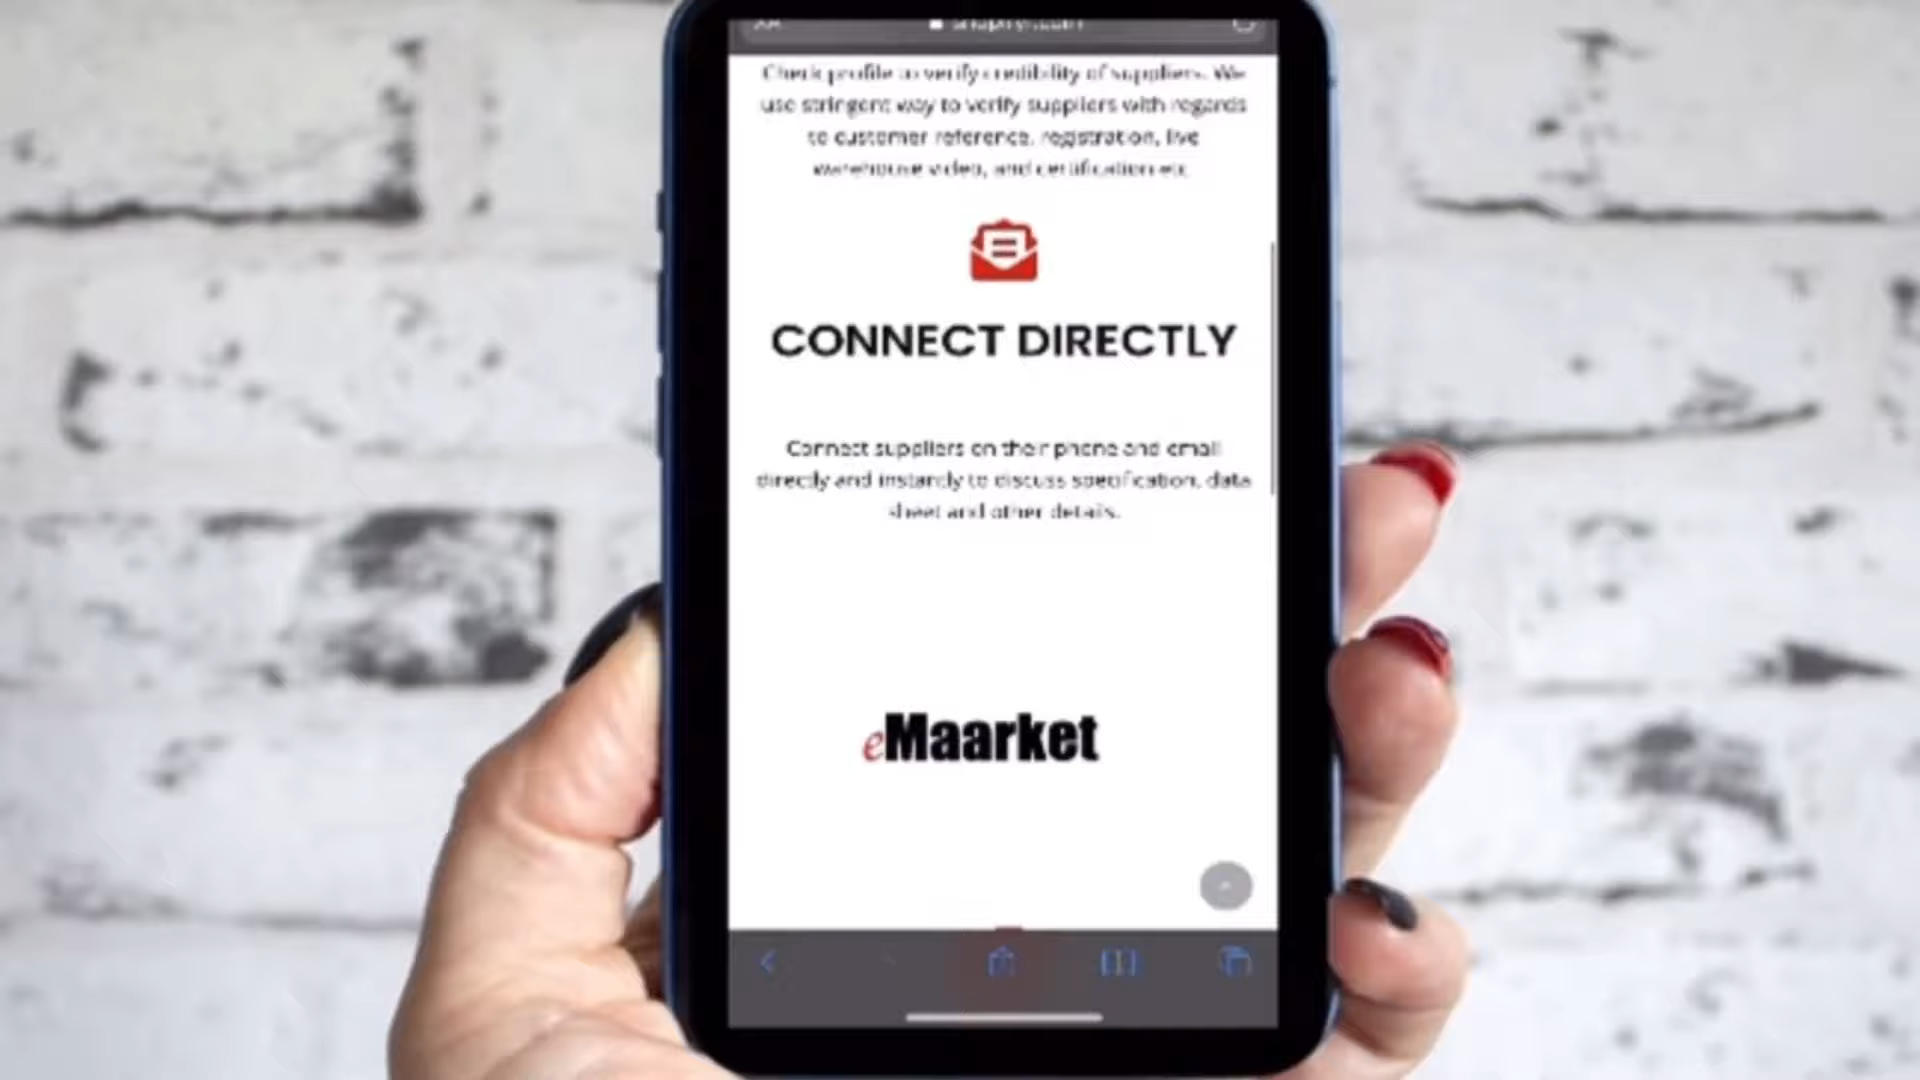 Check profile to verify credibility of suppliers. We
use stringent way to verify suppliers with regards
to customer reference, registration, live
warehouse video, and certification etc
CONNECT DIRECTLY
Connect suppliers on their phone and email
directly and instantly to discuss specification, data
sheet and other details.
eMaarket